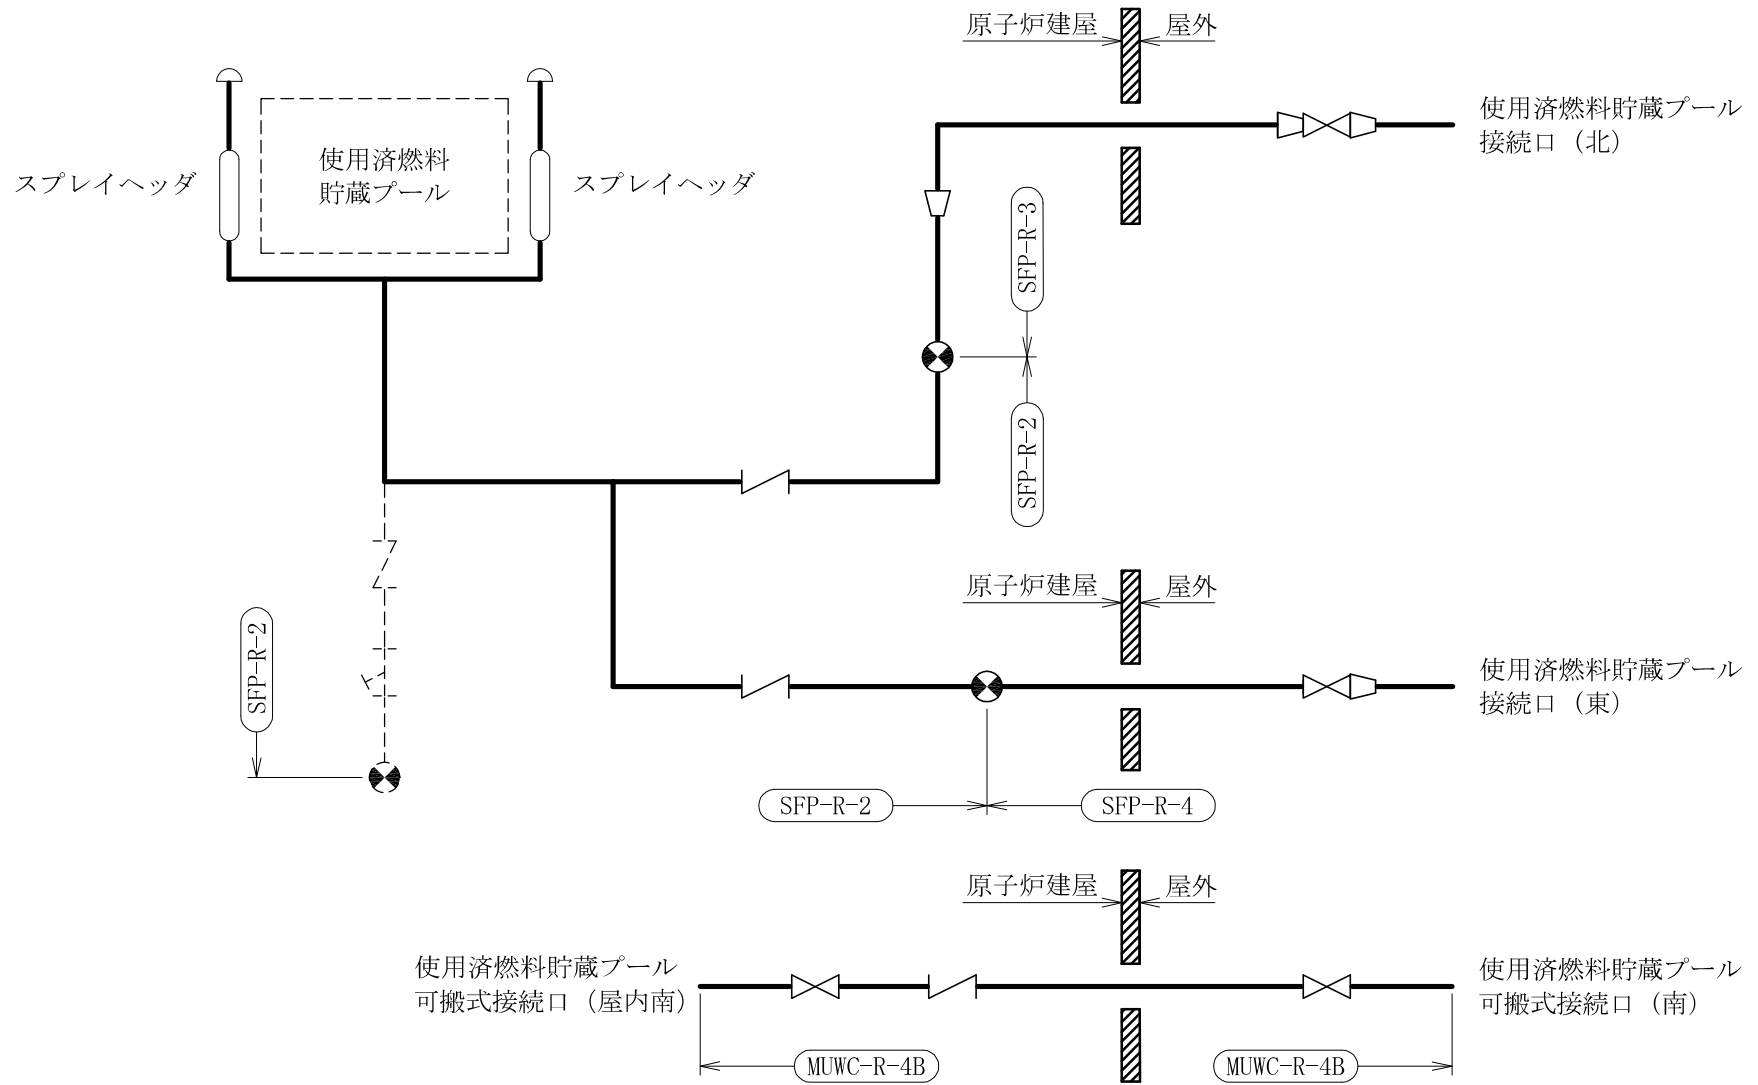 原子炉建屋
屋外
使用済燃料貯蔵プール
接続口（北）
スプレイヘッダ
使用済燃料
貯蔵プール
スプレイヘッダ
SFP-R-3
SFP-R-2
原子炉建屋
屋外
使用済燃料貯蔵プール
接続口（東）
SFP-R-2
SFP-R-2
SFP-R-4
原子炉建屋
屋外
使用済燃料貯蔵プール
可搬式接続口（屋内南）
使用済燃料貯蔵プール
可搬式接続口（南）
MUWC-R-4B
MUWC-R-4B